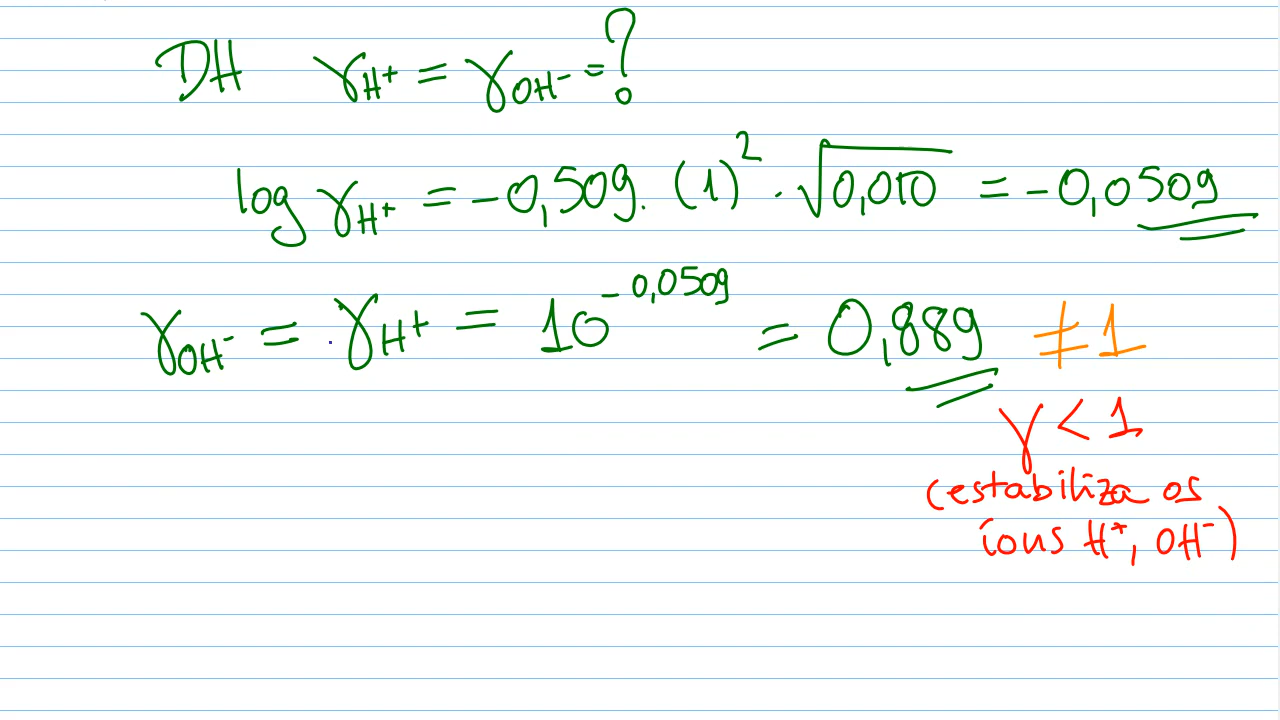 DH γH⁺ = γOH⁻ = ?
log γH⁺ = -0,509. (1)² . √0,010 = -0,0509
γOH⁻ = γH⁺ = 10^-0,0509 = 0,889 ≠ 1
γ < 1
(estabiliza os
íons H⁺, OH⁻)